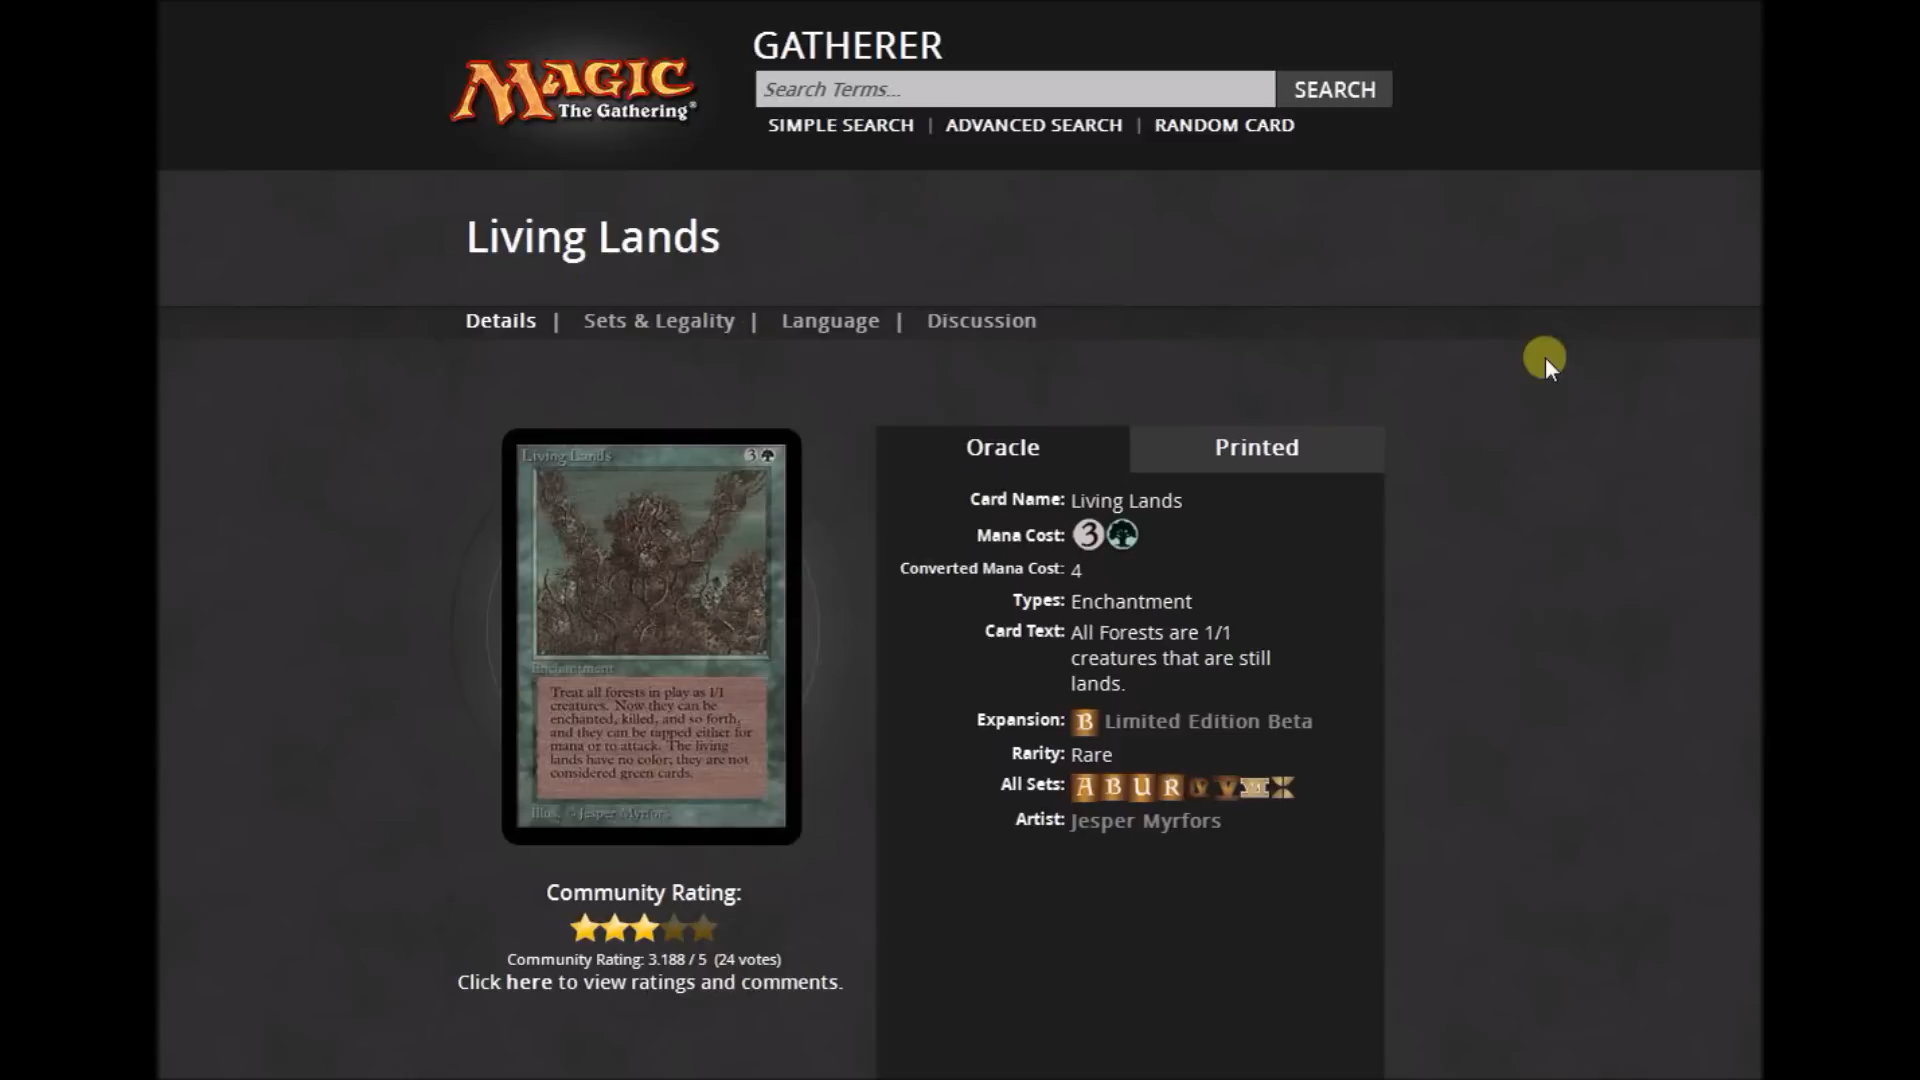 MAGIC
The Gathering®
GATHERER
Search Terms...
SEARCH
SIMPLE SEARCH | ADVANCED SEARCH | RANDOM CARD
Living Lands
Details | Sets & Legality | Language | Discussion
Living Lands 3
Enchantment
Treat all forests in play as 1/1
creatures. Now they can be
enchanted, killed, and so forth,
and they can be tapped either for
mana or to attack. The living
lands have no color; they are not
considered green cards.
Illus. © Jesper Myrfors
Community Rating:
Community Rating: 3.188 / 5 (24 votes)
Click here to view ratings and comments.
Oracle
Printed
Card Name: Living Lands
Mana Cost: 3
Converted Mana Cost: 4
Types: Enchantment
Card Text: All Forests are 1/1
creatures that are still
lands.
Expansion: B Limited Edition Beta
Rarity: Rare
All Sets: A B U R IV V
Artist: Jesper Myrfors